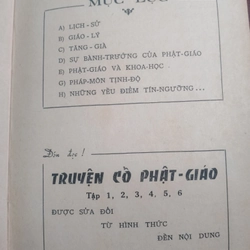 MỤC LỤC
A) LỊCH - SỬ
B) GIÁO - LÝ
C) TĂNG - GIÀ
D) SỰ BÀNH-TRƯỚNG CỦA PHẬT-GIÁO
E) PHẬT-GIÁO VÀ KHOA-HỌC.
G) PHÁP-MÔN TỊNH-ĐỘ
H) NHỮNG YẾU ĐIỂM TÍN-NGƯỠNG...
Đón đọc !
TRUYỆN CỔ PHẬT-GIÁO
Tập 1, 2, 3, 4, 5, 6
ĐƯỢC SỬA ĐỔI
TỪ HÌNH THỨC
ĐẾN NỘI DUNG